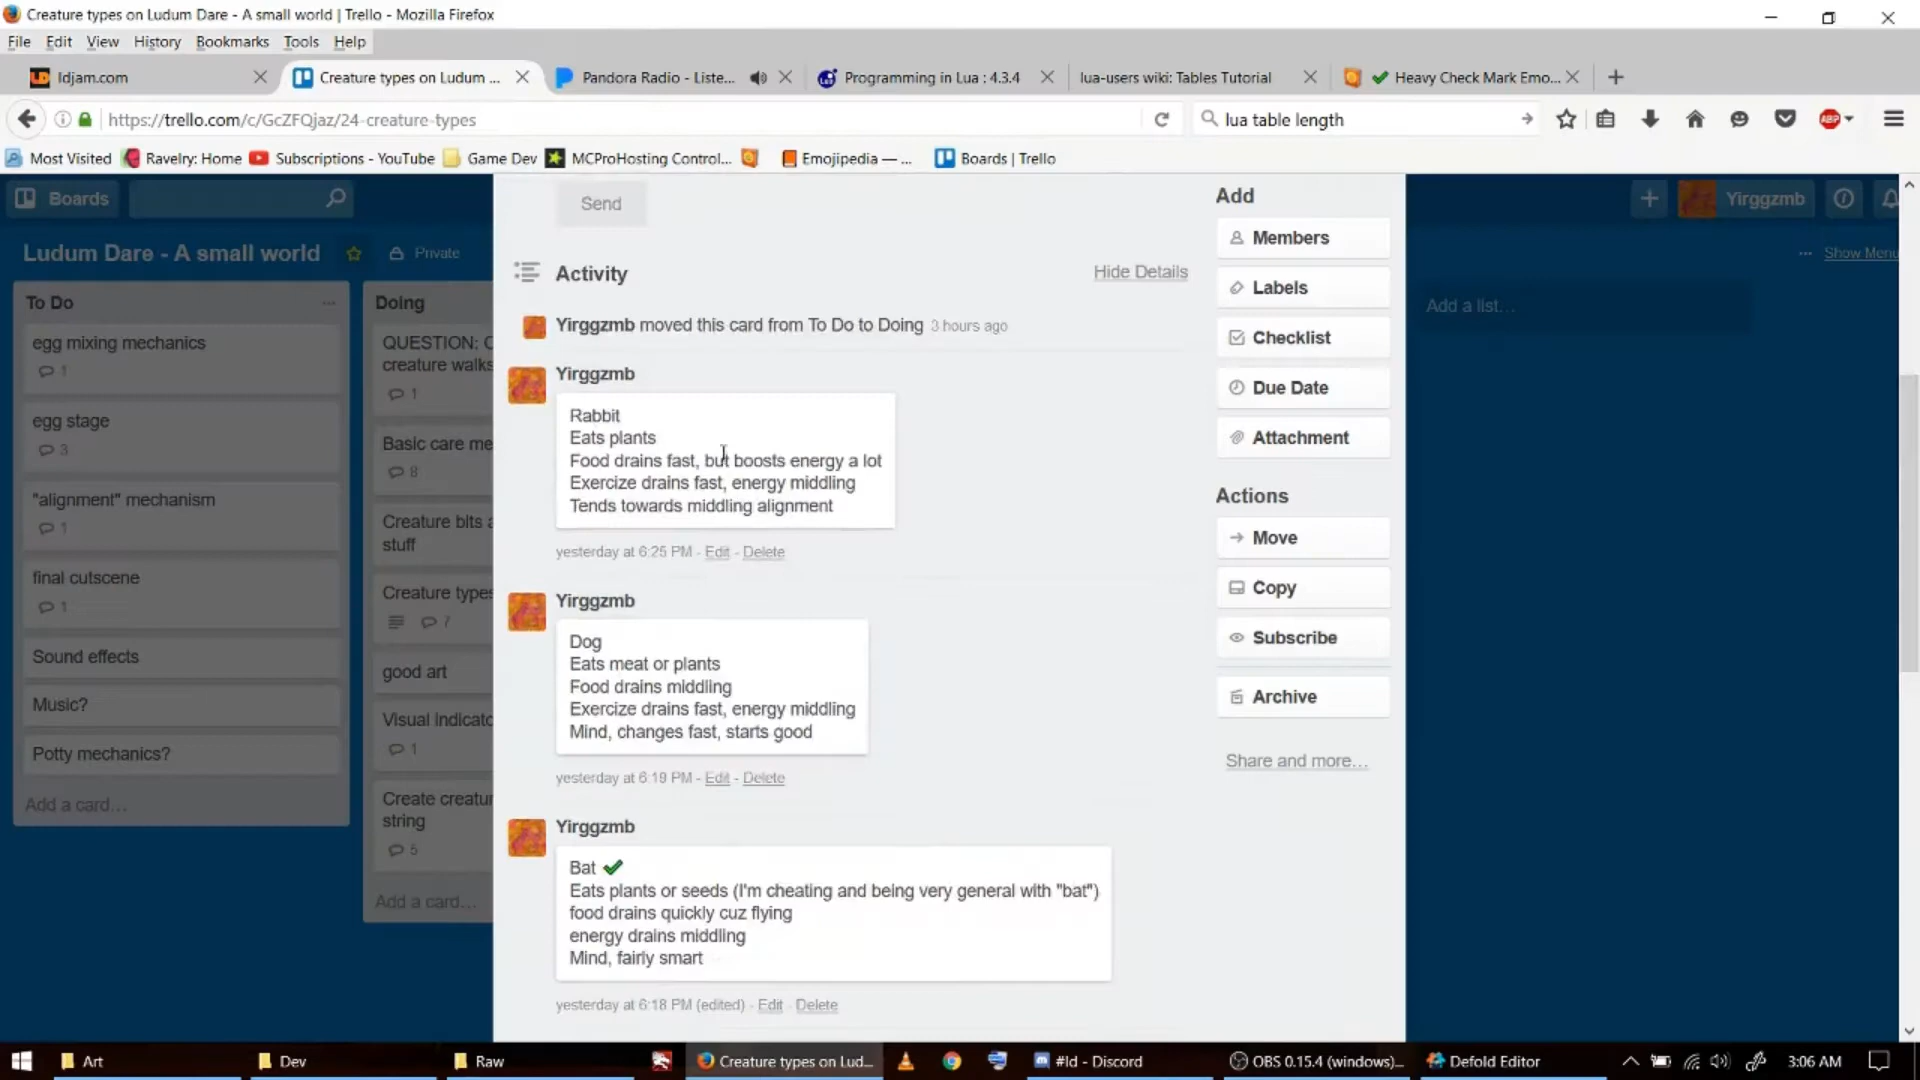 Creature types on Ludum Dare - A small world | Trello - Mozilla Firefox
File Edit View History Bookmarks Tools Help
ldjam.com
Creature types on Ludum ...
Pandora Radio - Liste...
Programming in Lua : 4.3.4
lua-users wiki: Tables Tutorial
Heavy Check Mark Emo...
https://trello.com/c/GcZFQjaz/24-creature-types
lua table length
ABP
Most Visited
Ravelry: Home
Subscriptions - YouTube
Game Dev
MCProHosting Control...
Emojipedia — ...
Boards | Trello
Boards
Yirggzmb
Ludum Dare - A small world
Private
... Show Menu
To Do
egg mixing mechanics
1
egg stage
3
"alignment" mechanism
1
final cutscene
1
Sound effects
Music?
Potty mechanics?
Add a card...
Doing
QUESTION: C
creature walks
1
Basic care me
8
Creature bits a
stuff
Creature types
7
good art
Visual Indicato
1
Create creatur
string
5
Add a card...
Send
Activity
Hide Details
Yirggzmb moved this card from To Do to Doing 3 hours ago
Yirggzmb
Rabbit
Eats plants
Food drains fast, but boosts energy a lot
Exercize drains fast, energy middling
Tends towards middling alignment
yesterday at 6:25 PM - Edit - Delete
Yirggzmb
Dog
Eats meat or plants
Food drains middling
Exercize drains fast, energy middling
Mind, changes fast, starts good
yesterday at 6:19 PM - Edit - Delete
Yirggzmb
Bat ✔
Eats plants or seeds (I'm cheating and being very general with "bat")
food drains quickly cuz flying
energy drains middling
Mind, fairly smart
yesterday at 6:18 PM (edited) - Edit - Delete
Add
Members
Labels
Checklist
Due Date
Attachment
Actions
Move
Copy
Subscribe
Archive
Share and more...
Add a list...
Art
Dev
Raw
Creature types on Lud...
#ld - Discord
OBS 0.15.4 (windows)...
Defold Editor
3:06 AM